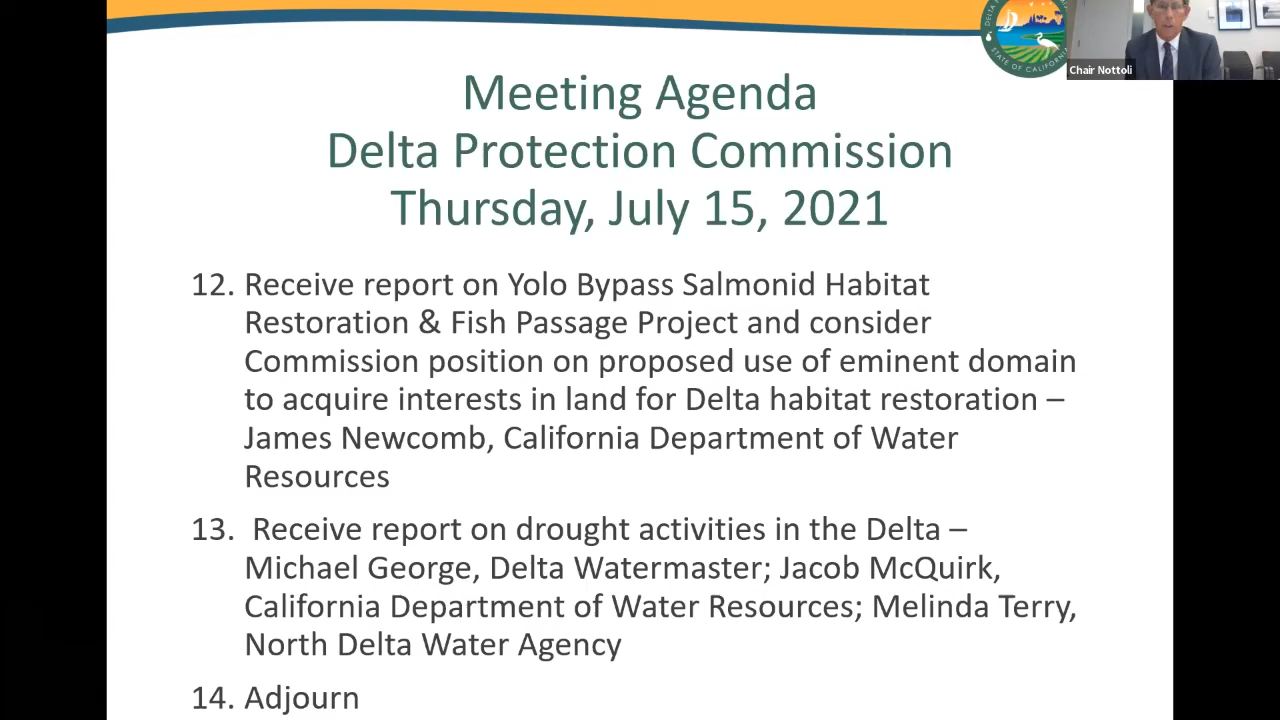 STATE OF CALIFORNIA
Chair Nottoli
Meeting Agenda
Delta Protection Commission
Thursday, July 15, 2021
12. Receive report on Yolo Bypass Salmonid Habitat
Restoration & Fish Passage Project and consider
Commission position on proposed use of eminent domain
to acquire interests in land for Delta habitat restoration –
James Newcomb, California Department of Water
Resources
13. Receive report on drought activities in the Delta –
Michael George, Delta Watermaster; Jacob McQuirk,
California Department of Water Resources; Melinda Terry,
North Delta Water Agency
14. Adjourn